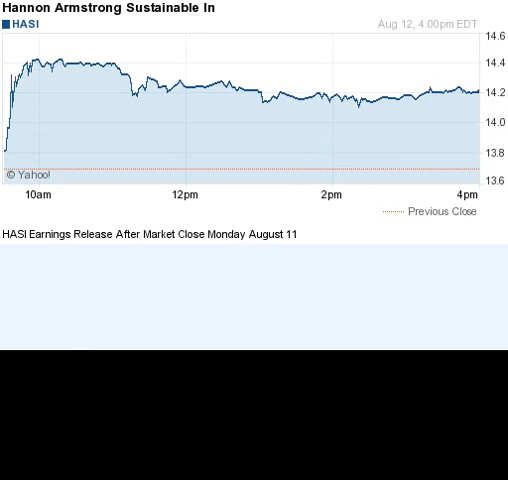 Hannon Armstrong Sustainable In
HASI Aug 12, 4:00pm EDT
14.6
14.4
14.2
14.0
13.8
13.6
© Yahoo!
10am 12pm 2pm 4pm
Previous Close
HASI Earnings Release After Market Close Monday August 11